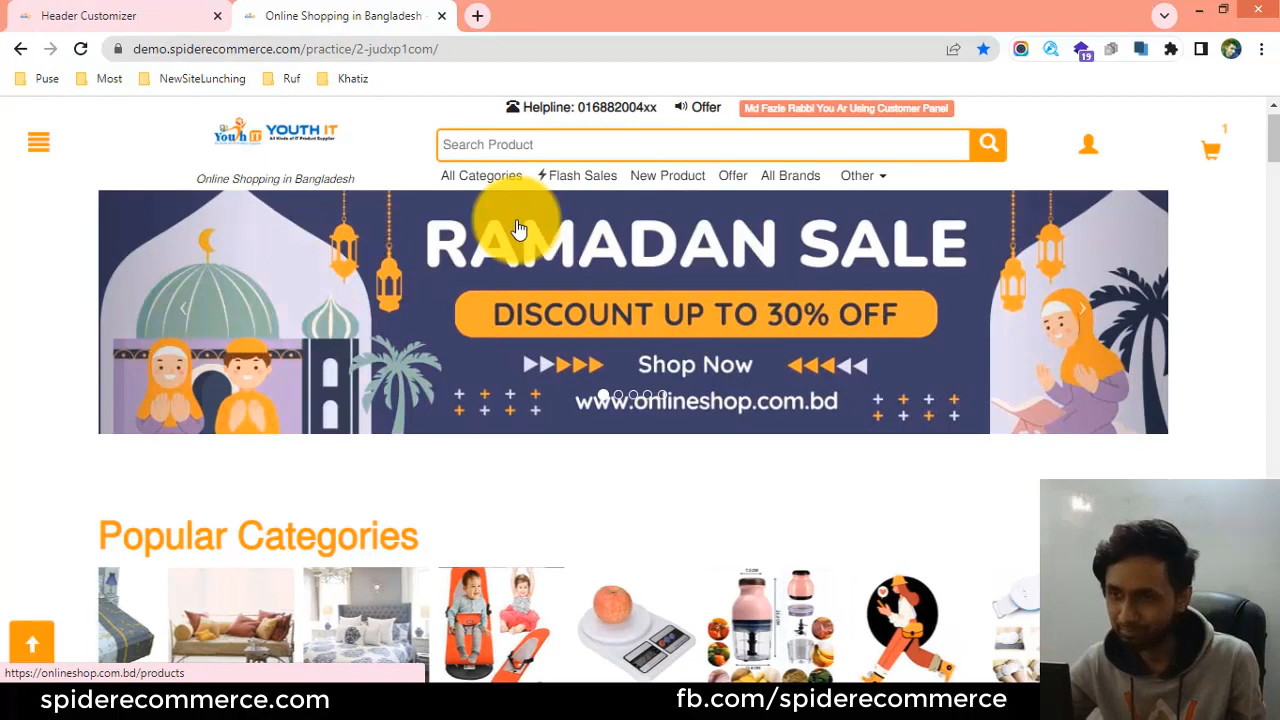 Header Customizer
Online Shopping in Bangladesh -
demo.spiderecommerce.com/practice/2-judxp1com/
19
Puse
Most
NewSiteLunching
Ruf
Khatiz
Helpline: 016882004xx
Offer
Md Fazle Rabbi You Ar Using Customer Panel
YOUTH IT
Search Product
1
Online Shopping in Bangladesh
All Categories
Flash Sales
New Product
Offer
All Brands
Other
RAMADAN SALE
DISCOUNT UP TO 30% OFF
Shop Now
www.onlineshop.com.bd
Popular Categories
https://onlineshop.com.bd/products
spiderecommerce.com
fb.com/spiderecommerce